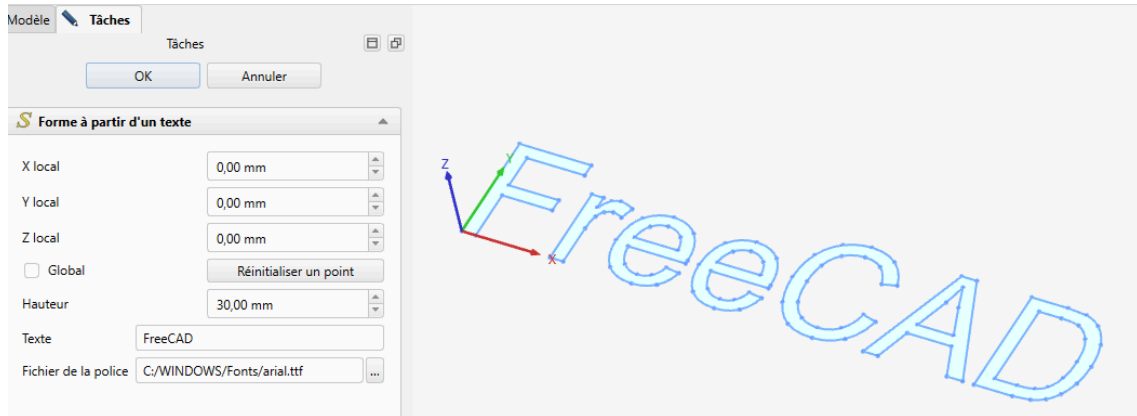 Modèle Tâches
Tâches
OK Annuler
Forme à partir d'un texte
X local 0,00 mm
Y local 0,00 mm
Z local 0,00 mm
Global Réinitialiser un point
Hauteur 30,00 mm
Texte FreeCAD
Fichier de la police C:/WINDOWS/Fonts/arial.ttf ...
Z Y X
FreeCAD